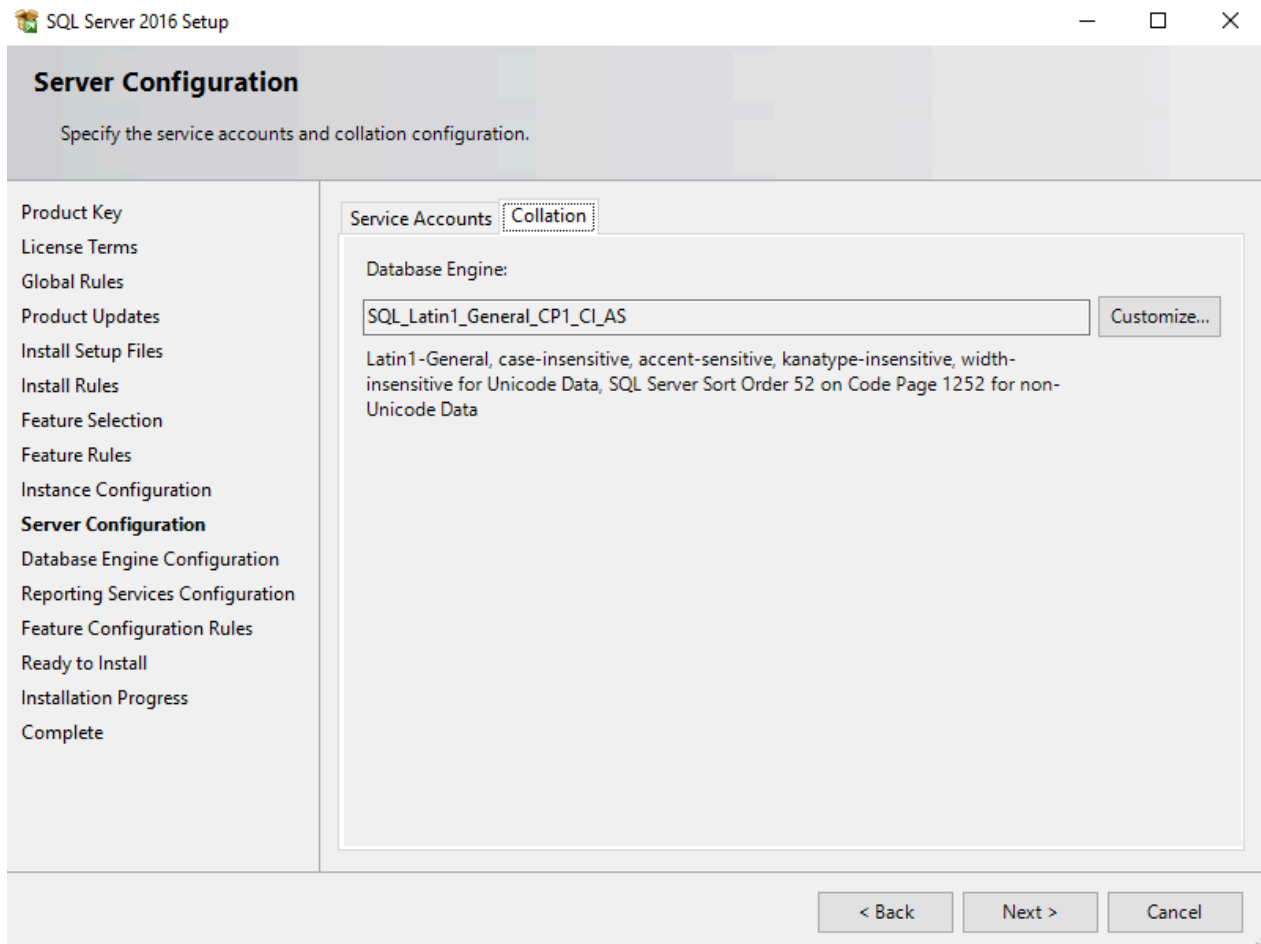 SQL Server 2016 Setup
Server Configuration
Specify the service accounts and collation configuration.
Product Key
License Terms
Global Rules
Product Updates
Install Setup Files
Install Rules
Feature Selection
Feature Rules
Instance Configuration
Server Configuration
Database Engine Configuration
Reporting Services Configuration
Feature Configuration Rules
Ready to Install
Installation Progress
Complete
Service Accounts Collation
Database Engine:
SQL_Latin1_General_CP1_CI_AS Customize...
Latin1-General, case-insensitive, accent-sensitive, kanatype-insensitive, width-
insensitive for Unicode Data, SQL Server Sort Order 52 on Code Page 1252 for non-
Unicode Data
< Back Next > Cancel